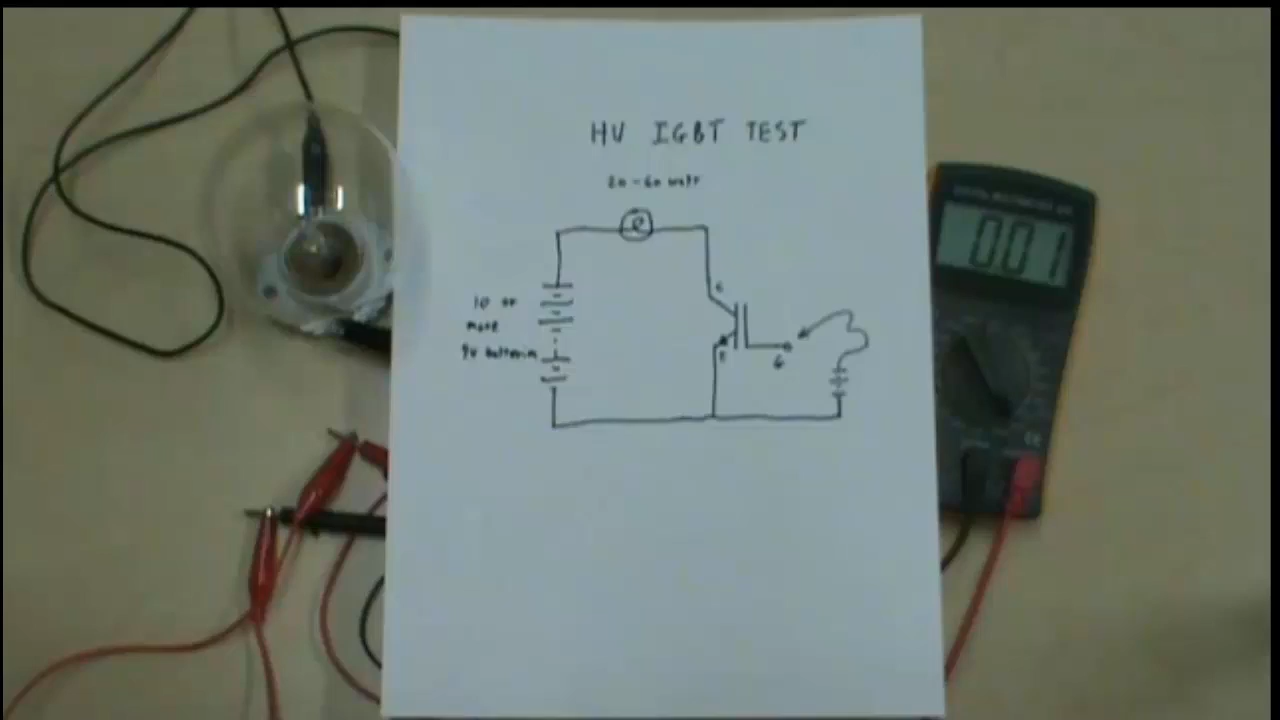 HV IGBT TEST
20-60 watt
C
10 or
more
9V batteries
E
G
001